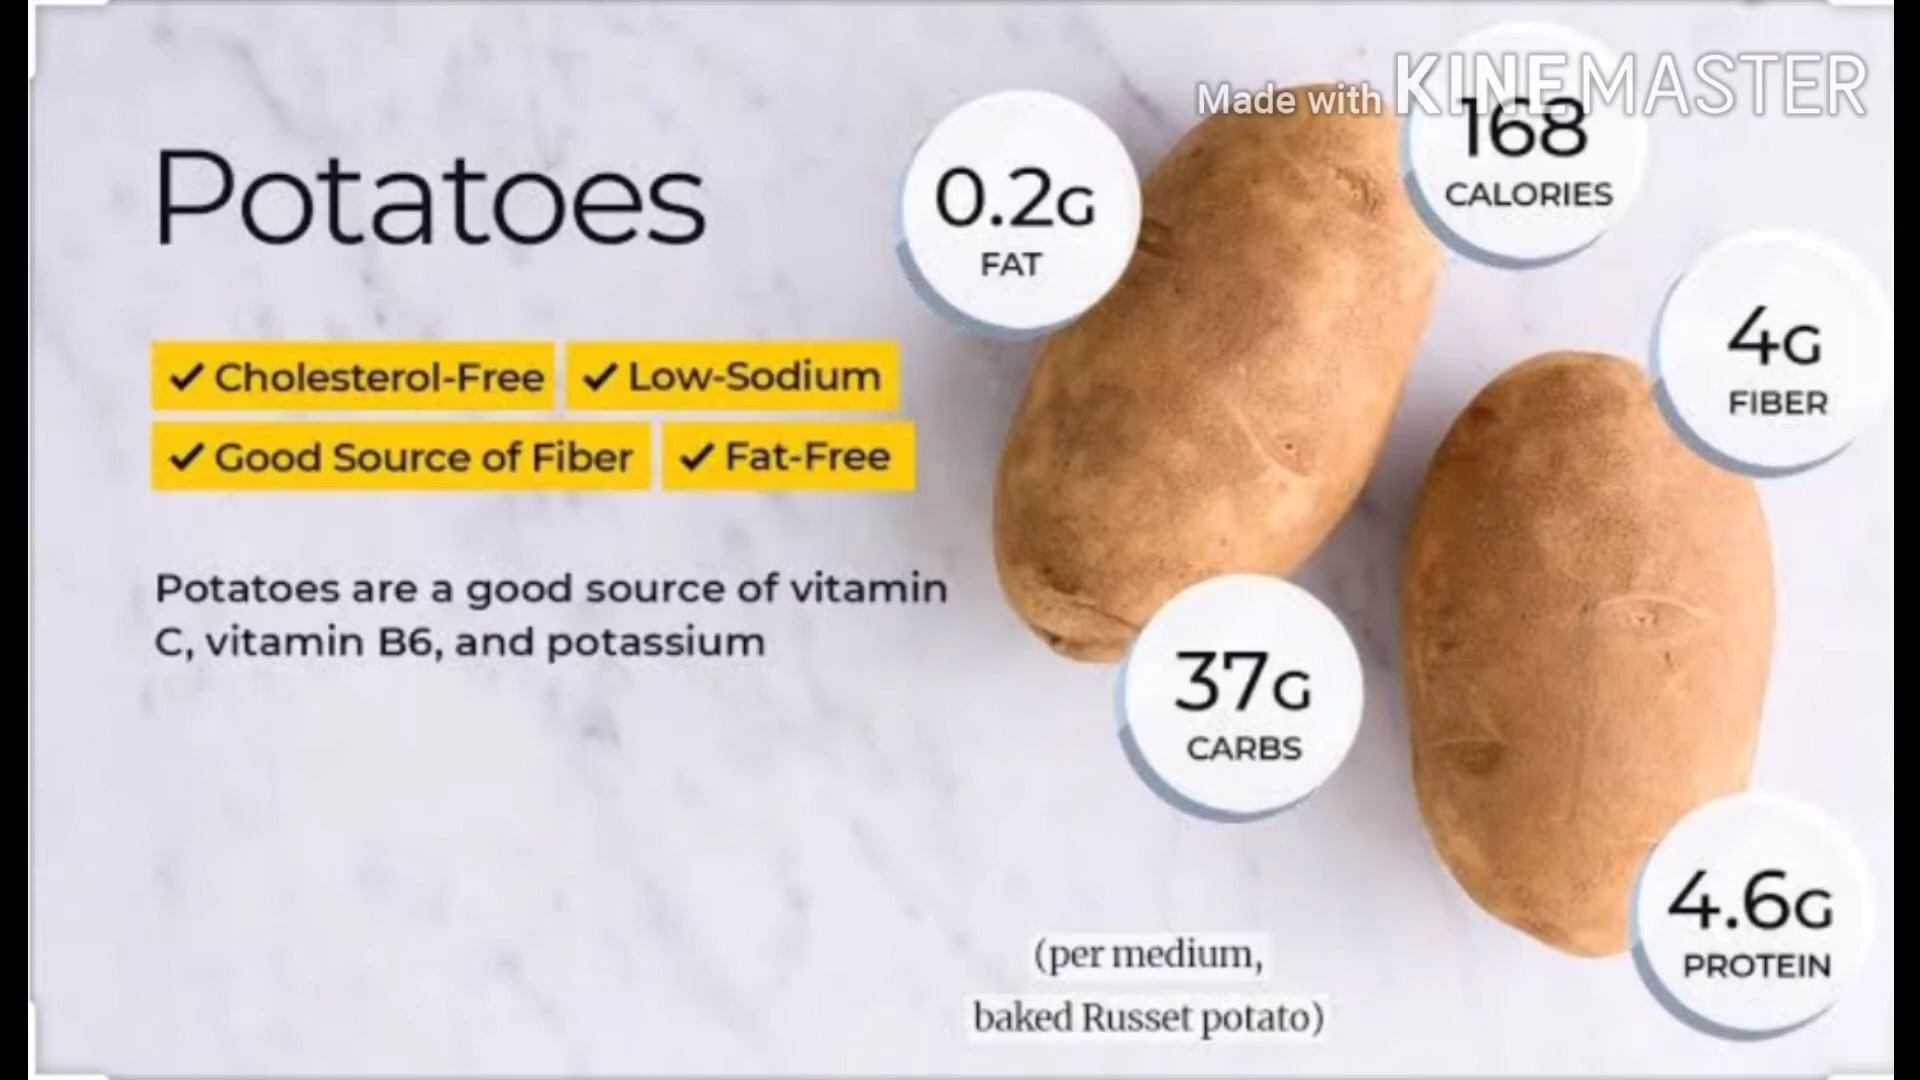 Made with KINEMASTER
Potatoes
0.2G
FAT
168
CALORIES
4G
FIBER
✓ Cholesterol-Free ✓ Low-Sodium
✓ Good Source of Fiber ✓ Fat-Free
Potatoes are a good source of vitamin
C, vitamin B6, and potassium
37G
CARBS
4.6G
PROTEIN
(per medium,
baked Russet potato)